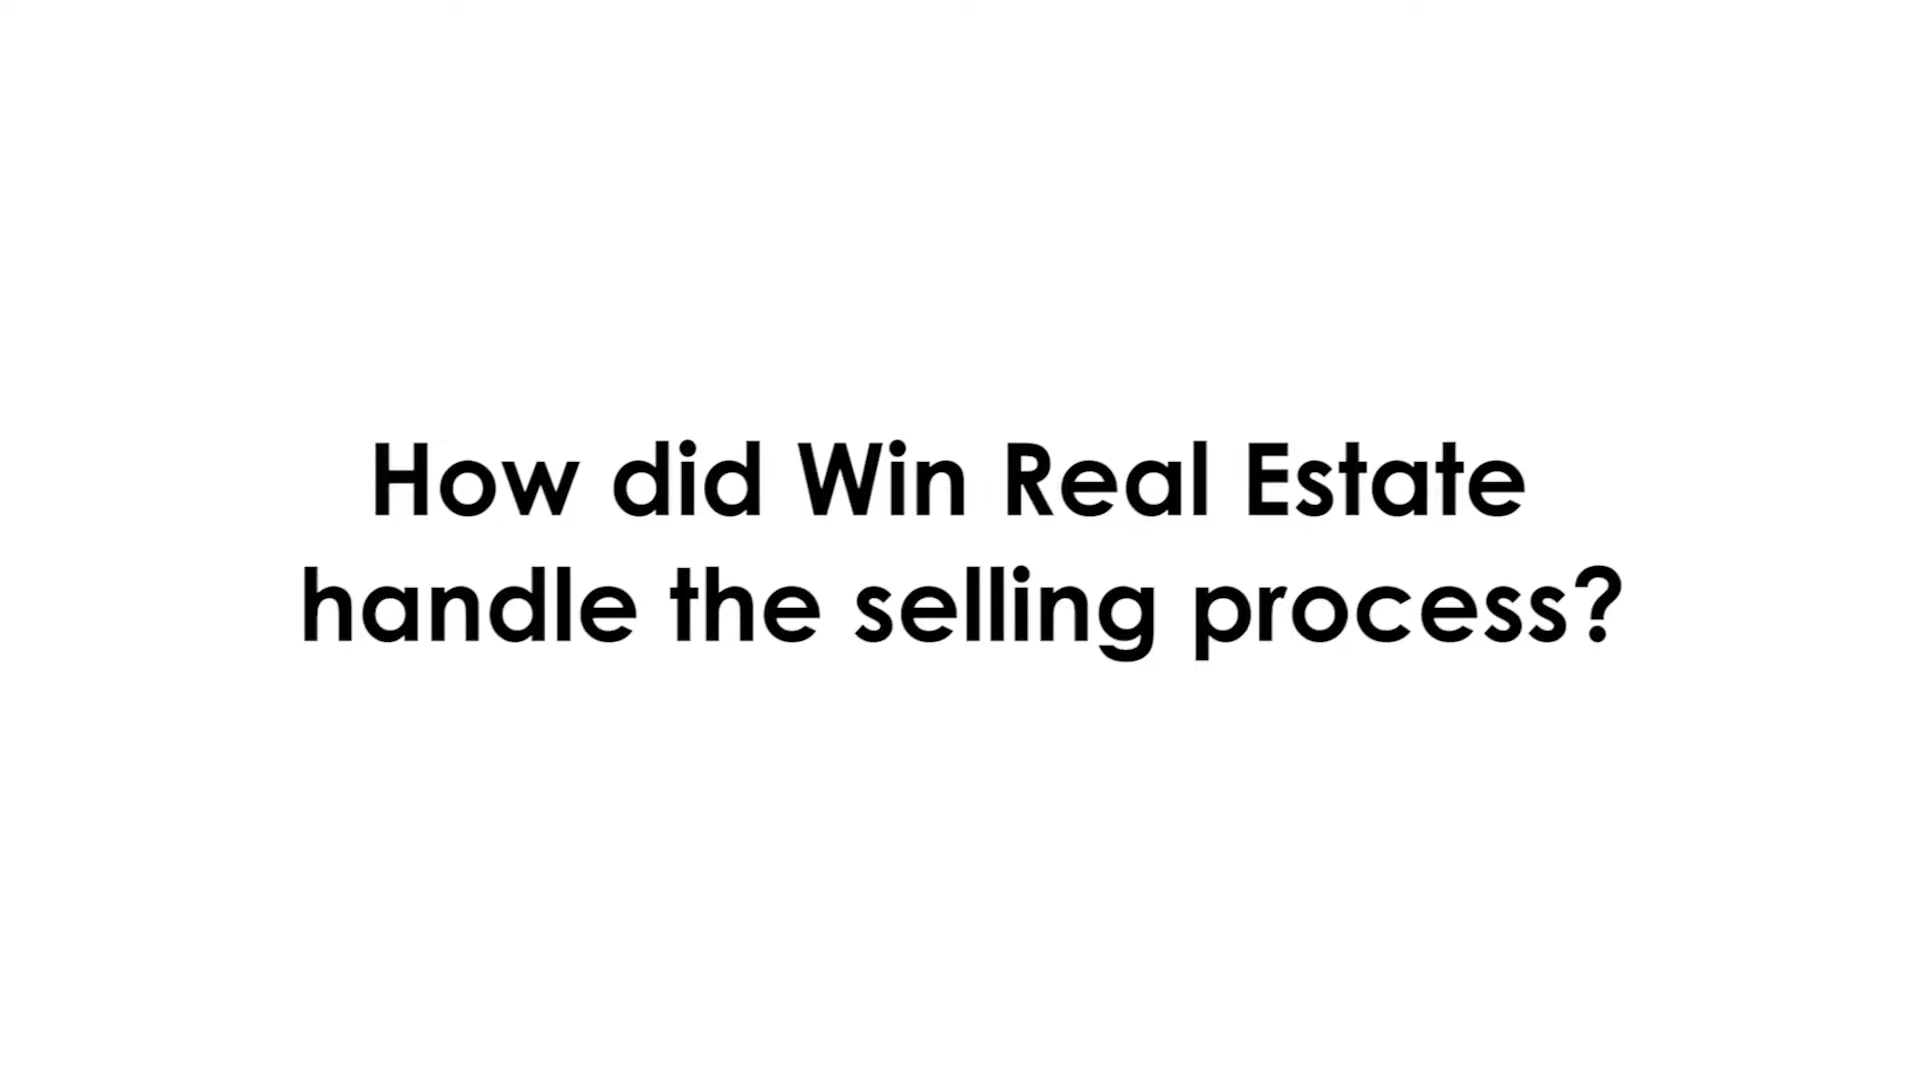 How did Win Real Estate
handle the selling process?